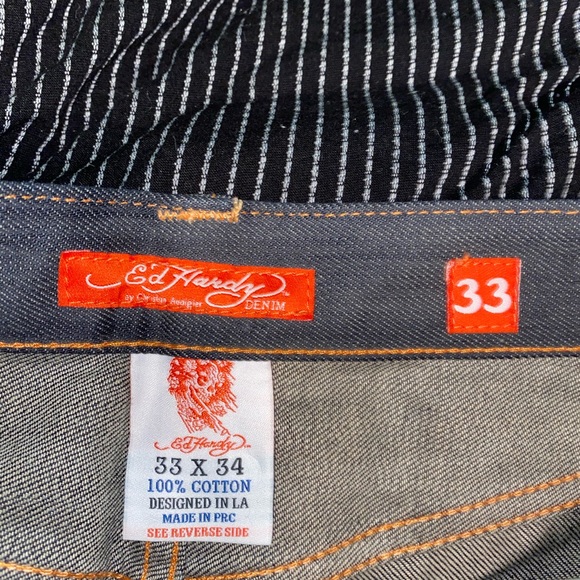 Ed Hardy
by Christian Audigier
DENIM
33
Ed Hardy
33 X 34
100% COTTON
DESIGNED IN LA
MADE IN PRC
SEE REVERSE SIDE